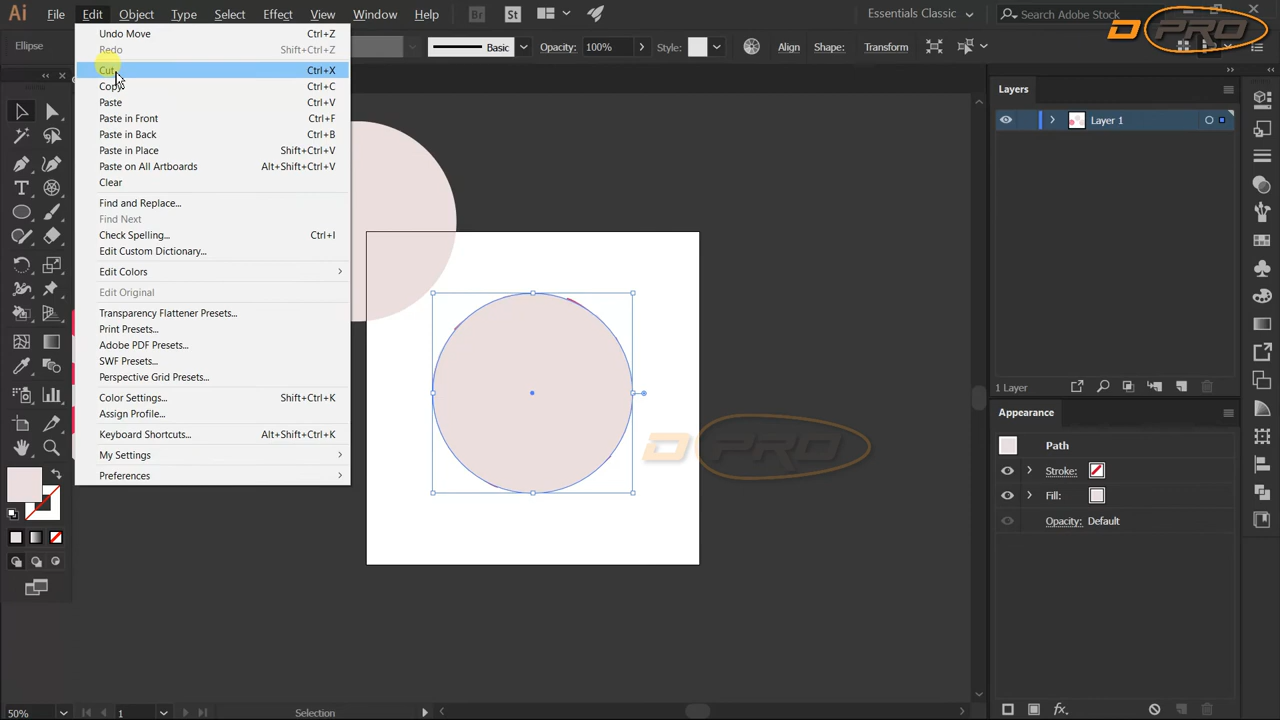 Ai File Edit Object Type Select Effect View Window Help Br St Essentials Classic Search Adobe Stock
D PRO
Ellipse Basic Opacity: 100% Style: Align Shape: Transform
Undo Move Ctrl+Z
Redo Shift+Ctrl+Z
Cut Ctrl+X
Copy Ctrl+C
Paste Ctrl+V
Paste in Front Ctrl+F
Paste in Back Ctrl+B
Paste in Place Shift+Ctrl+V
Paste on All Artboards Alt+Shift+Ctrl+V
Clear
Find and Replace...
Find Next
Check Spelling... Ctrl+I
Edit Custom Dictionary...
Edit Colors
Edit Original
Transparency Flattener Presets...
Print Presets...
Adobe PDF Presets...
SWF Presets...
Perspective Grid Presets...
Color Settings... Shift+Ctrl+K
Assign Profile...
Keyboard Shortcuts... Alt+Shift+Ctrl+K
My Settings
Preferences
D PRO
Layers
Layer 1
1 Layer
Appearance
Path
Stroke:
Fill:
Opacity: Default
fx
50% 1 Selection